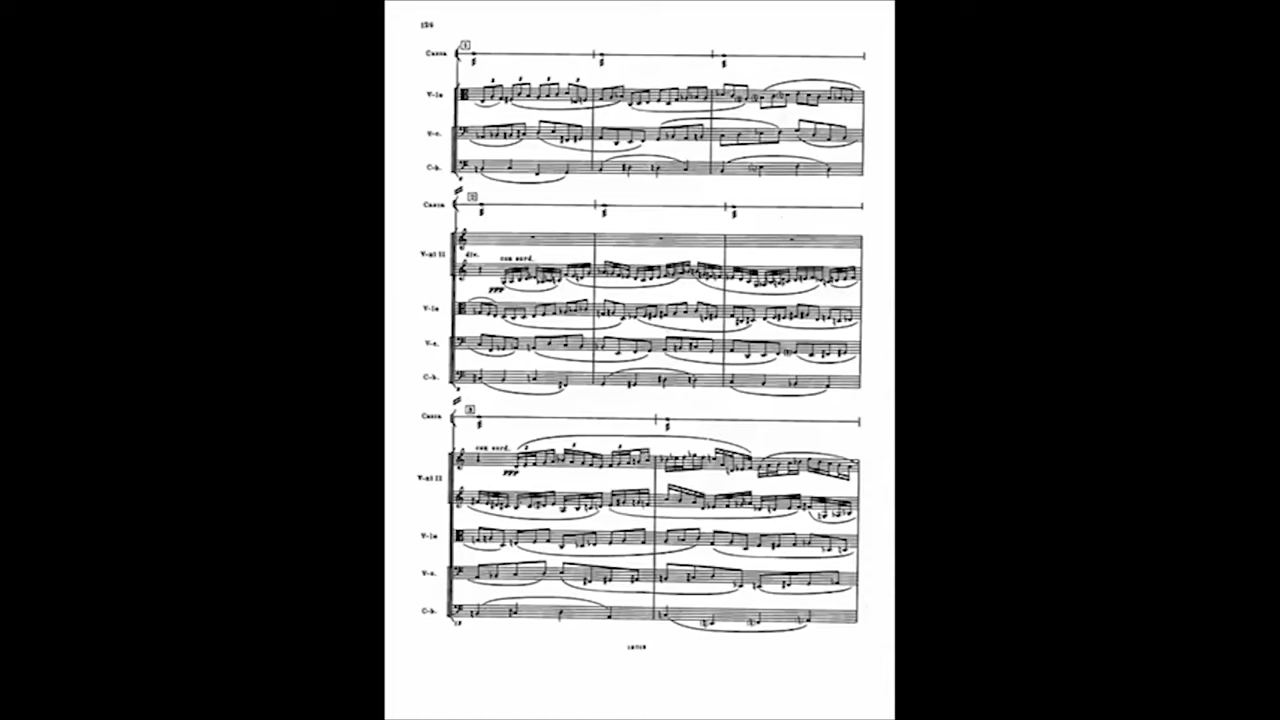 Cassa
V-le
V-c.
C-b.
Cassa
V-ni II
div.
con sord.
ppp
V-le
V-c.
C-b.
Cassa
con sord.
ppp
V-ni II
V-le
V-c.
C-b.